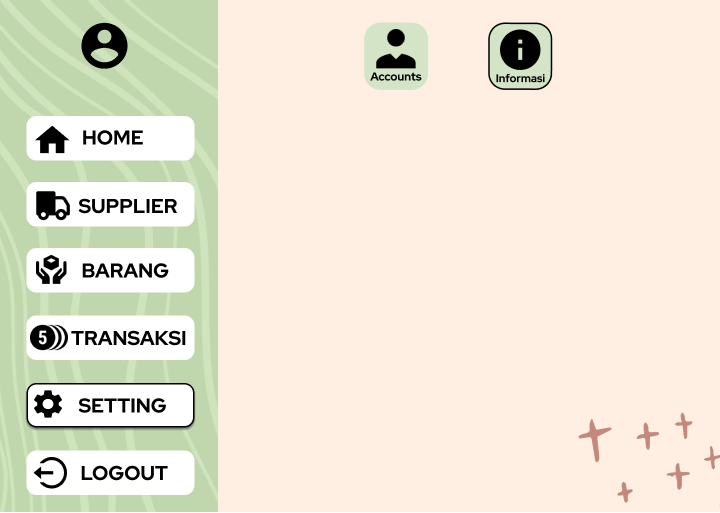 HOME
SUPPLIER
BARANG
5 TRANSAKSI
SETTING
LOGOUT
Accounts
Informasi